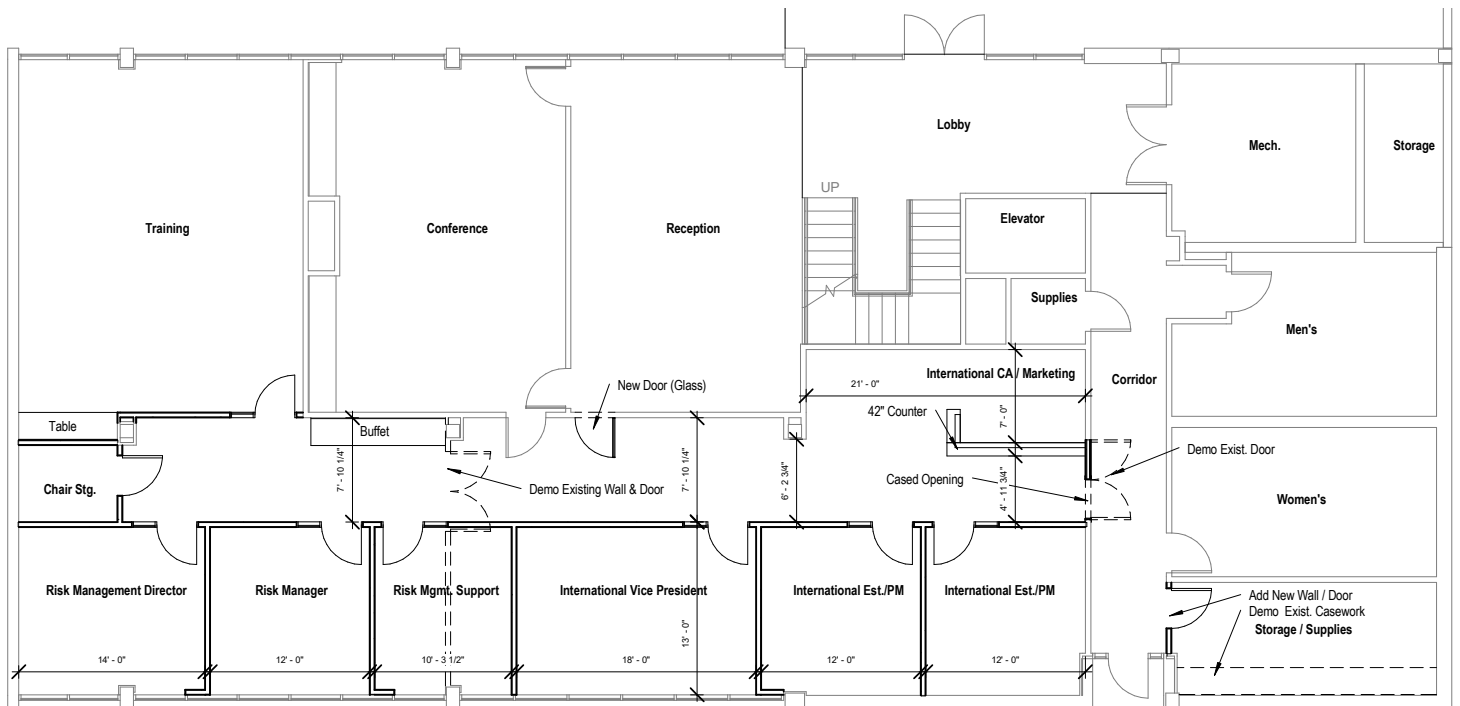 Lobby
Mech.
Storage
UP
Training
Conference
Reception
Elevator
Supplies
Men's
International CA / Marketing
Corridor
21' - 0"
New Door (Glass)
42" Counter
7' - 0"
Table
Buffet
Demo Exist. Door
7' - 10 1/4"
7' - 10 1/4"
6' - 2 3/4"
Cased Opening
4' - 11 3/4"
Chair Stg.
Demo Existing Wall & Door
Women's
Risk Management Director
Risk Manager
Risk Mgmt. Support
International Vice President
International Est./PM
International Est./PM
Add New Wall / Door
Demo Exist. Casework
Storage / Supplies
13' - 0"
14' - 0"
12' - 0"
10' - 3 1/2"
18' - 0"
12' - 0"
12' - 0"